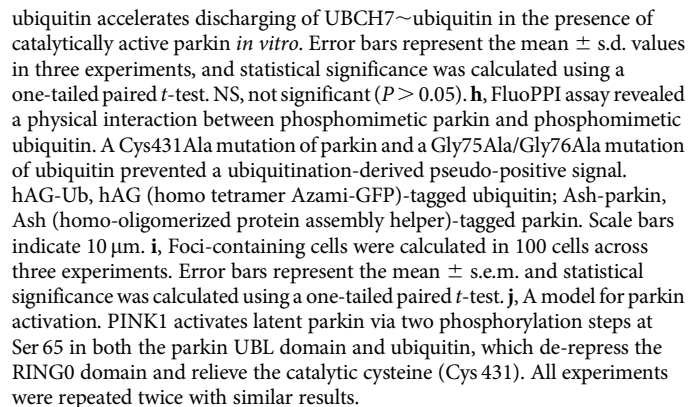 ubiquitin accelerates discharging of UBCH7~ubiquitin in the presence of
catalytically active parkin in vitro. Error bars represent the mean ± s.d. values
in three experiments, and statistical significance was calculated using a
one-tailed paired t-test. NS, not significant (P > 0.05). h, FluoPPI assay revealed
a physical interaction between phosphomimetic parkin and phosphomimetic
ubiquitin. A Cys431Ala mutation of parkin and a Gly75Ala/Gly76Ala mutation
of ubiquitin prevented a ubiquitination-derived pseudo-positive signal.
hAG-Ub, hAG (homo tetramer Azami-GFP)-tagged ubiquitin; Ash-parkin,
Ash (homo-oligomerized protein assembly helper)-tagged parkin. Scale bars
indicate 10 μm. i, Foci-containing cells were calculated in 100 cells across
three experiments. Error bars represent the mean ± s.e.m. and statistical
significance was calculated using a one-tailed paired t-test. j, A model for parkin
activation. PINK1 activates latent parkin via two phosphorylation steps at
Ser 65 in both the parkin UBL domain and ubiquitin, which de-repress the
RING0 domain and relieve the catalytic cysteine (Cys 431). All experiments
were repeated twice with similar results.